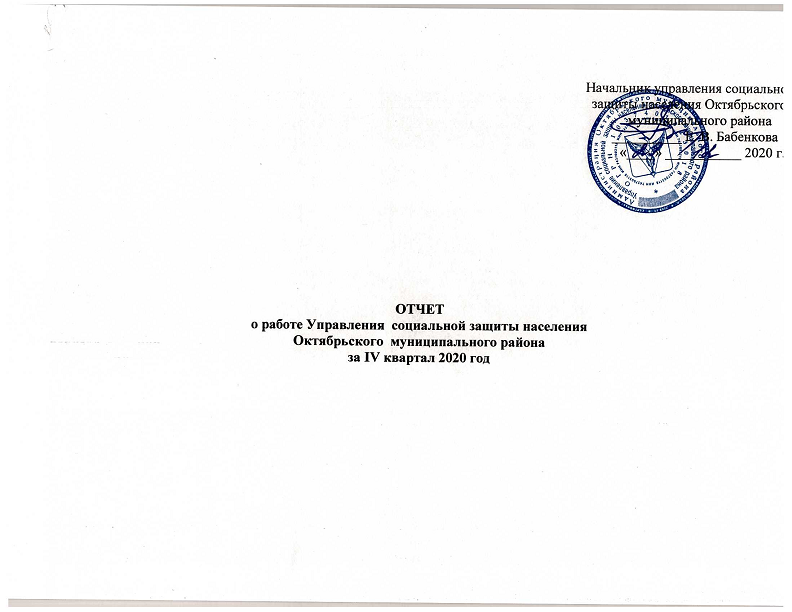 Начальник управления социально
защиты населения Октябрьского
муниципального района
В. Бабенкова
« » 2020 г.
ОТЧЕТ
о работе Управления социальной защиты населения
Октябрьского муниципального района
за IV квартал 2020 год